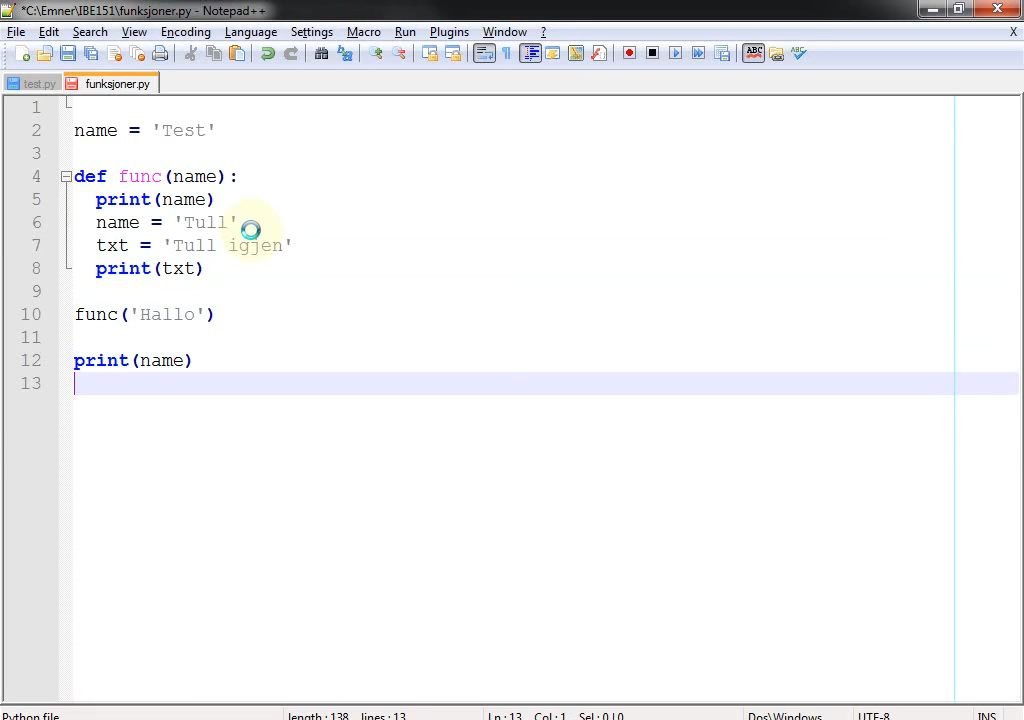 *C:\Emner\IBE151\funksjoner.py - Notepad++
File Edit Search View Encoding Language Settings Macro Run Plugins Window ? X
ABC ABC
test.py funksjoner.py
1
2 name = 'Test'
3
4 def func(name):
5 print(name)
6 name = 'Tull'
7 txt = 'Tull igjen'
8 print(txt)
9
10 func('Hallo')
11
12 print(name)
13
Python file length : 138 lines : 13 Ln : 13 Col : 1 Sel : 0 | 0 Dos\Windows UTF-8 INS